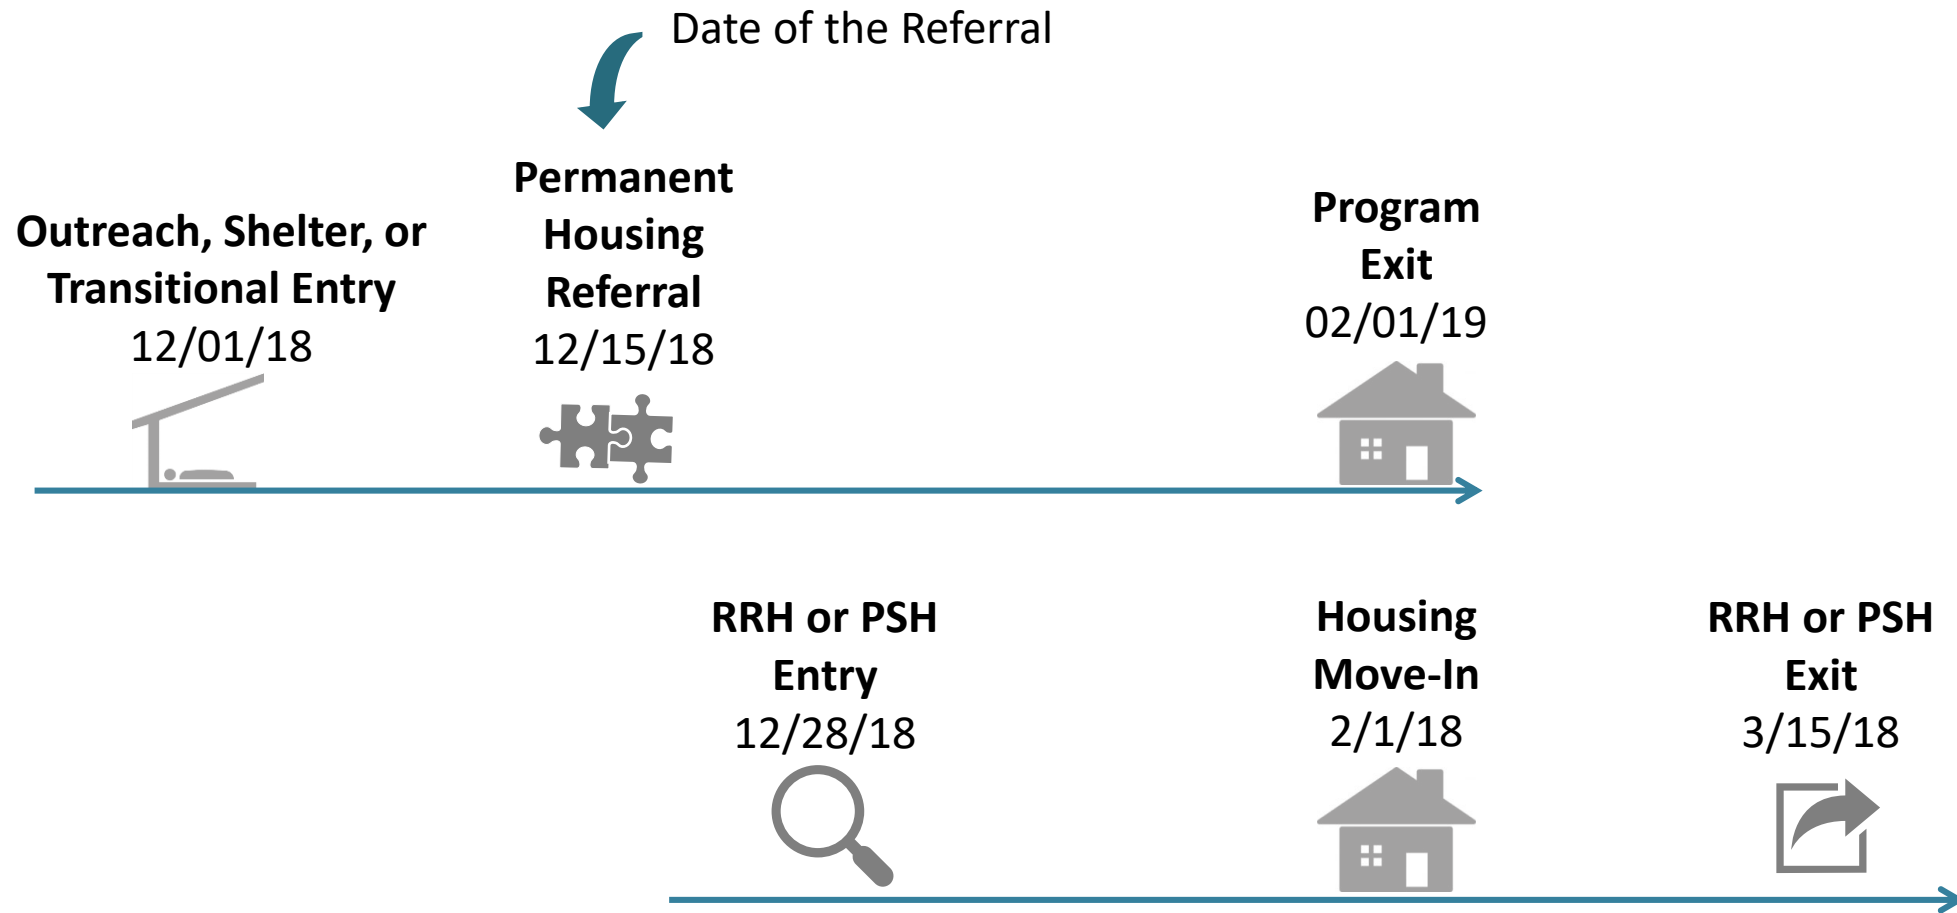 Date of the Referral
Outreach, Shelter, or
Transitional Entry
12/01/18
Permanent
Housing
Referral
12/15/18
Program
Exit
02/01/19
RRH or PSH
Entry
12/28/18
Housing
Move-In
2/1/18
RRH or PSH
Exit
3/15/18